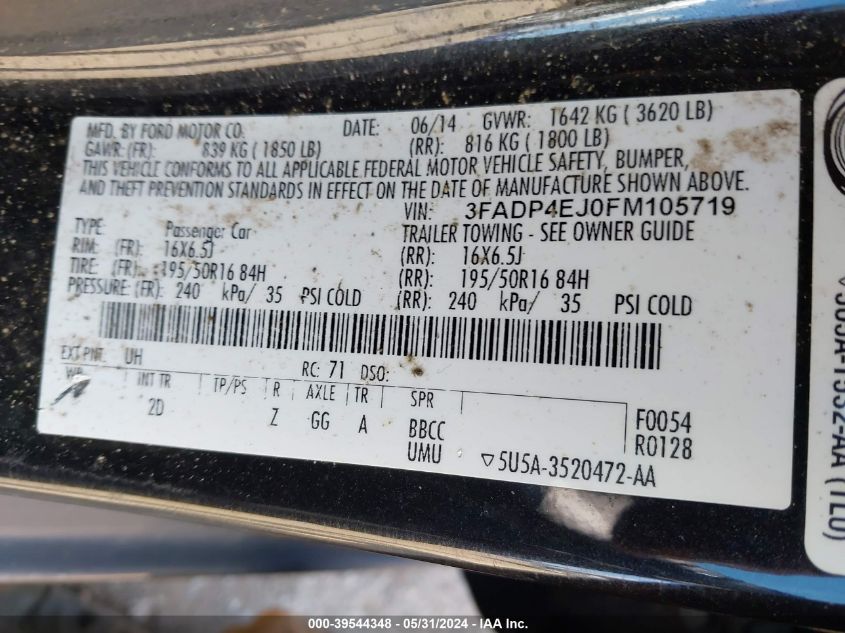 MFD. BY FORD MOTOR CO. DATE: 06/14 GVWR: 1642 KG ( 3620 LB)
GAWR: (FR): 839 KG ( 1850 LB) (RR): 816 KG ( 1800 LB)
THIS VEHICLE CONFORMS TO ALL APPLICABLE FEDERAL MOTOR VEHICLE SAFETY, BUMPER,
AND THEFT PREVENTION STANDARDS IN EFFECT ON THE DATE OF MANUFACTURE SHOWN ABOVE.
VIN: 3FADP4EJ0FM105719
TYPE: Passenger Car TRAILER TOWING - SEE OWNER GUIDE
RIM: (FR): 16X6.5J (RR): 16X6.5J
TIRE: (FR): 195/50R16 84H (RR): 195/50R16 84H
PRESSURE: (FR): 240 kPa/ 35 PSI COLD (RR): 240 kPa/ 35 PSI COLD
EXT PNT: UH RC: 71 DSO:
WB INT TR TP/PS R AXLE TR SPR
2D Z GG A BBCC F0054
UMU R0128
▽5U5A-3520472-AA
-AA (TLU)
000-39544348 - 05/31/2024 - IAA Inc.